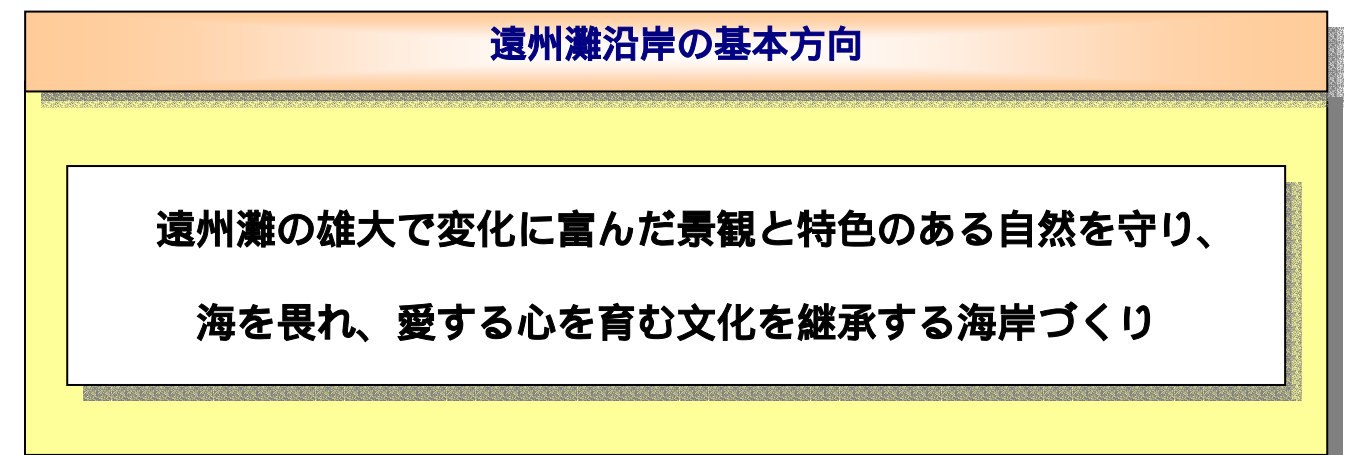 遠州灘沿岸の基本方向
遠州灘の雄大で変化に富んだ景観と特色のある自然を守り、
海を畏れ、愛する心を育む文化を継承する海岸づくり